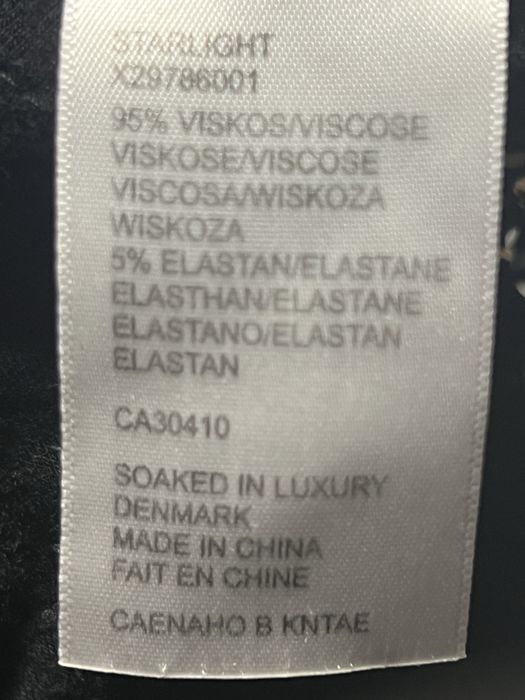 STARLIGHT
X29786001
95% VISKOS/VISCOSE
VISKOSE/VISCOSE
VISCOSA/WISKOZA
WISKOZA
5% ELASTAN/ELASTANE
ELASTHAN/ELASTANE
ELASTANO/ELASTAN
ELASTAN
CA30410
SOAKED IN LUXURY
DENMARK
MADE IN CHINA
FAIT EN CHINE
CAENAHO B KNTAE